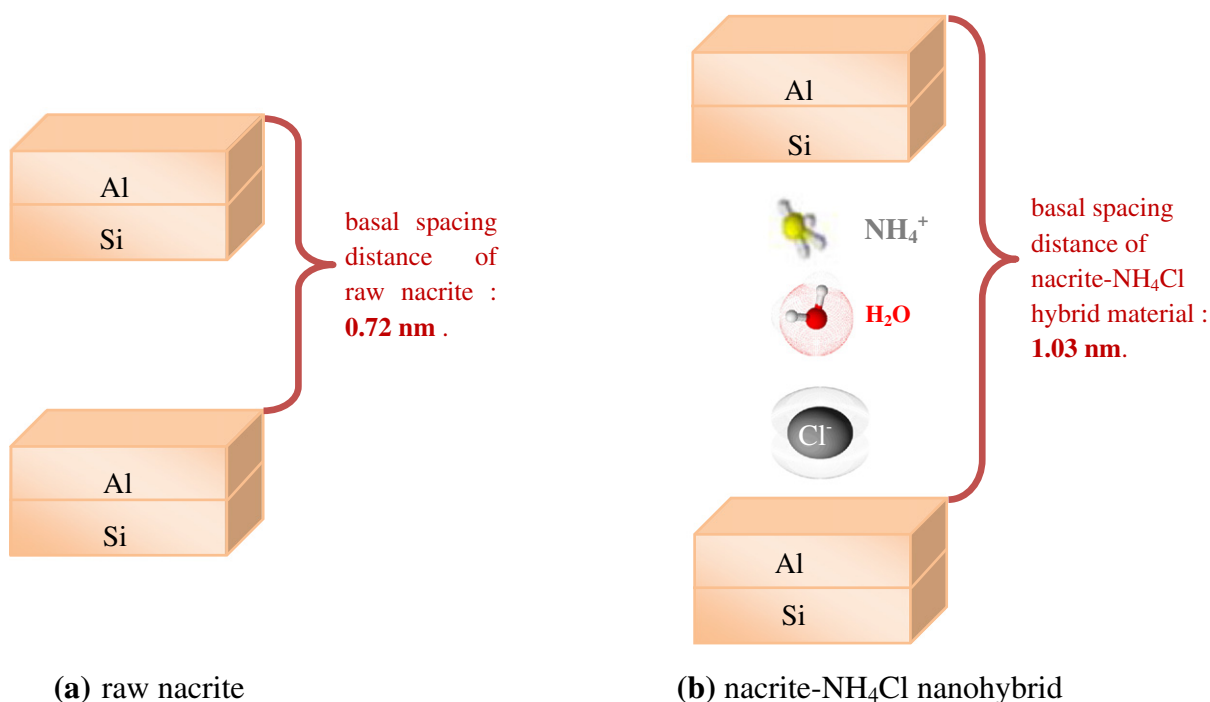 Al
Si
basal spacing
distance of
raw nacrite :
0.72 nm .
Al
Si
(a) raw nacrite
Al
Si
NH₄⁺
H₂O
Cl⁻
basal spacing
distance of
nacrite-NH₄Cl
hybrid material :
1.03 nm.
Al
Si
(b) nacrite-NH₄Cl nanohybrid